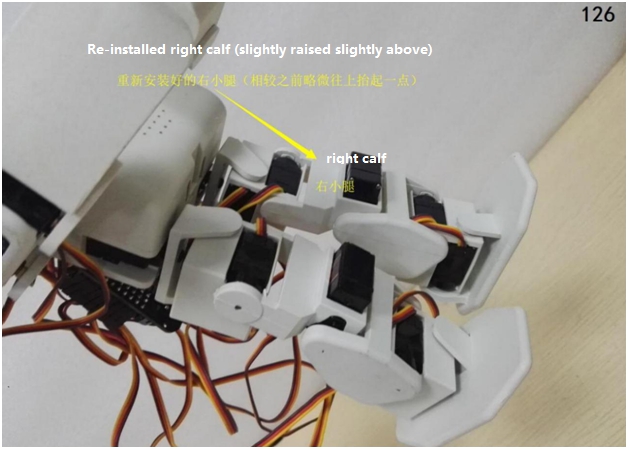 126
Re-installed right calf (slightly raised slightly above)
重新安装好的右小腿（相较之前略微往上抬起一点）
right calf
右小腿